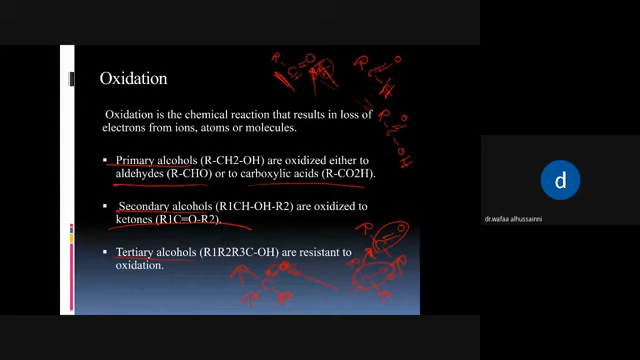 Oxidation
Oxidation is the chemical reaction that results in loss of
electrons from ions, atoms or molecules.
Primary alcohols (R-CH2-OH) are oxidized either to
aldehydes (R-CHO) or to carboxylic acids (R-CO2H).
Secondary alcohols (R1CH-OH-R2) are oxidized to
ketones (R1C=O-R2).
Tertiary alcohols (R1R2R3C-OH) are resistant to
oxidation.
d
dr.wafaa alhussainni